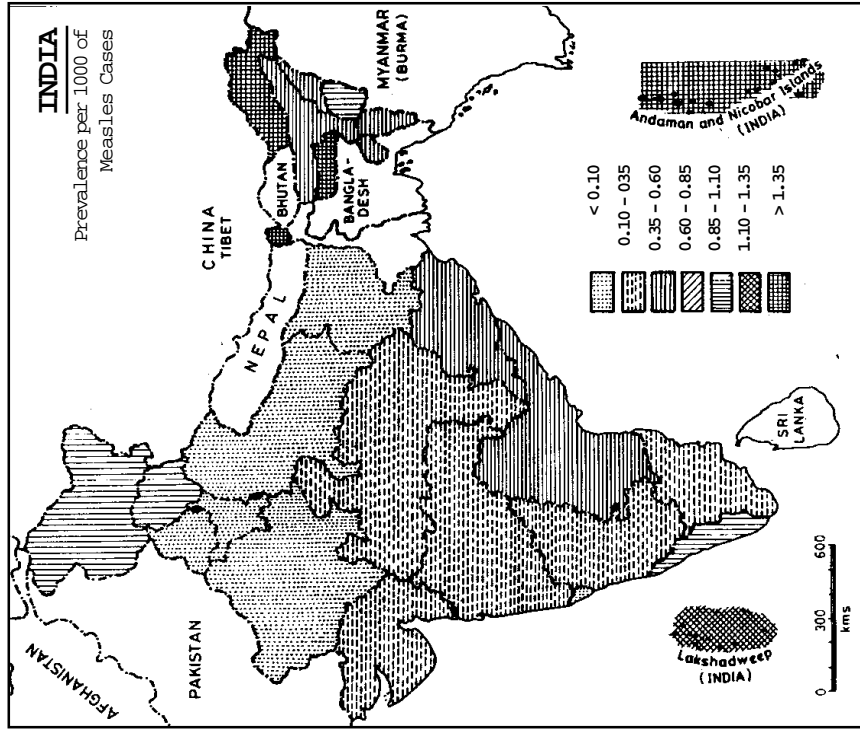 INDIA
Prevalence per 1000 of
Measles Cases
AFGHANISTAN
PAKISTAN
CHINA
TIBET
NEPAL
BHUTAN
BANGLA-
DESH
MYANMAR
(BURMA)
SRI
LANKA
Lakshadweep
(INDIA)
Andaman and Nicobar Islands
(INDIA)
< 0.10
0.10 – 035
0.35 – 0.60
0.60 – 0.85
0.85 – 1.10
1.10 – 1.35
> 1.35
0 300 600
kms